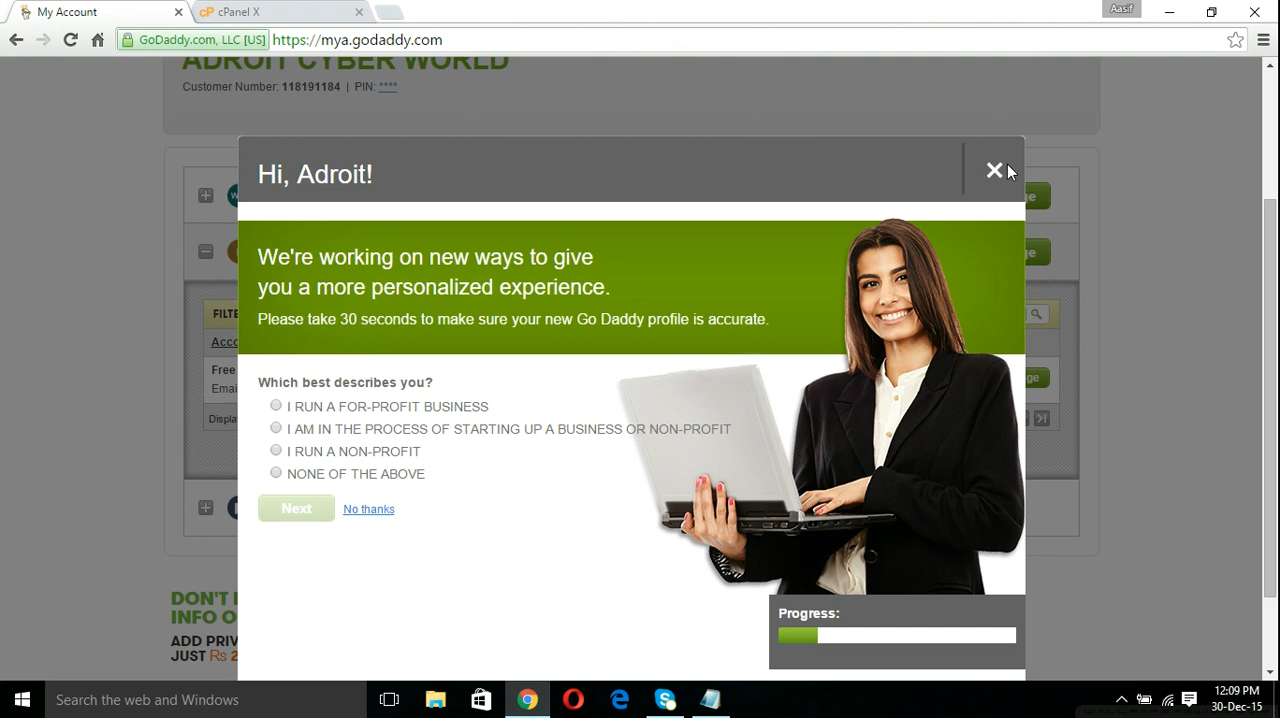 My Account
cPanel X
Aasif
GoDaddy.com, LLC [US]
https://mya.godaddy.com
ADROIT CYBER WORLD
Customer Number: 118191184 | PIN: ****
Hi, Adroit!
We're working on new ways to give
you a more personalized experience.
Please take 30 seconds to make sure your new Go Daddy profile is accurate.
Which best describes you?
I RUN A FOR-PROFIT BUSINESS
I AM IN THE PROCESS OF STARTING UP A BUSINESS OR NON-PROFIT
I RUN A NON-PROFIT
NONE OF THE ABOVE
Next
No thanks
Progress:
FILTE
Acco
Free
Emai
Displa
DON'T
INFO O
ADD PRIV
JUST Rs 2
Search the web and Windows
12:09 PM
30-Dec-15